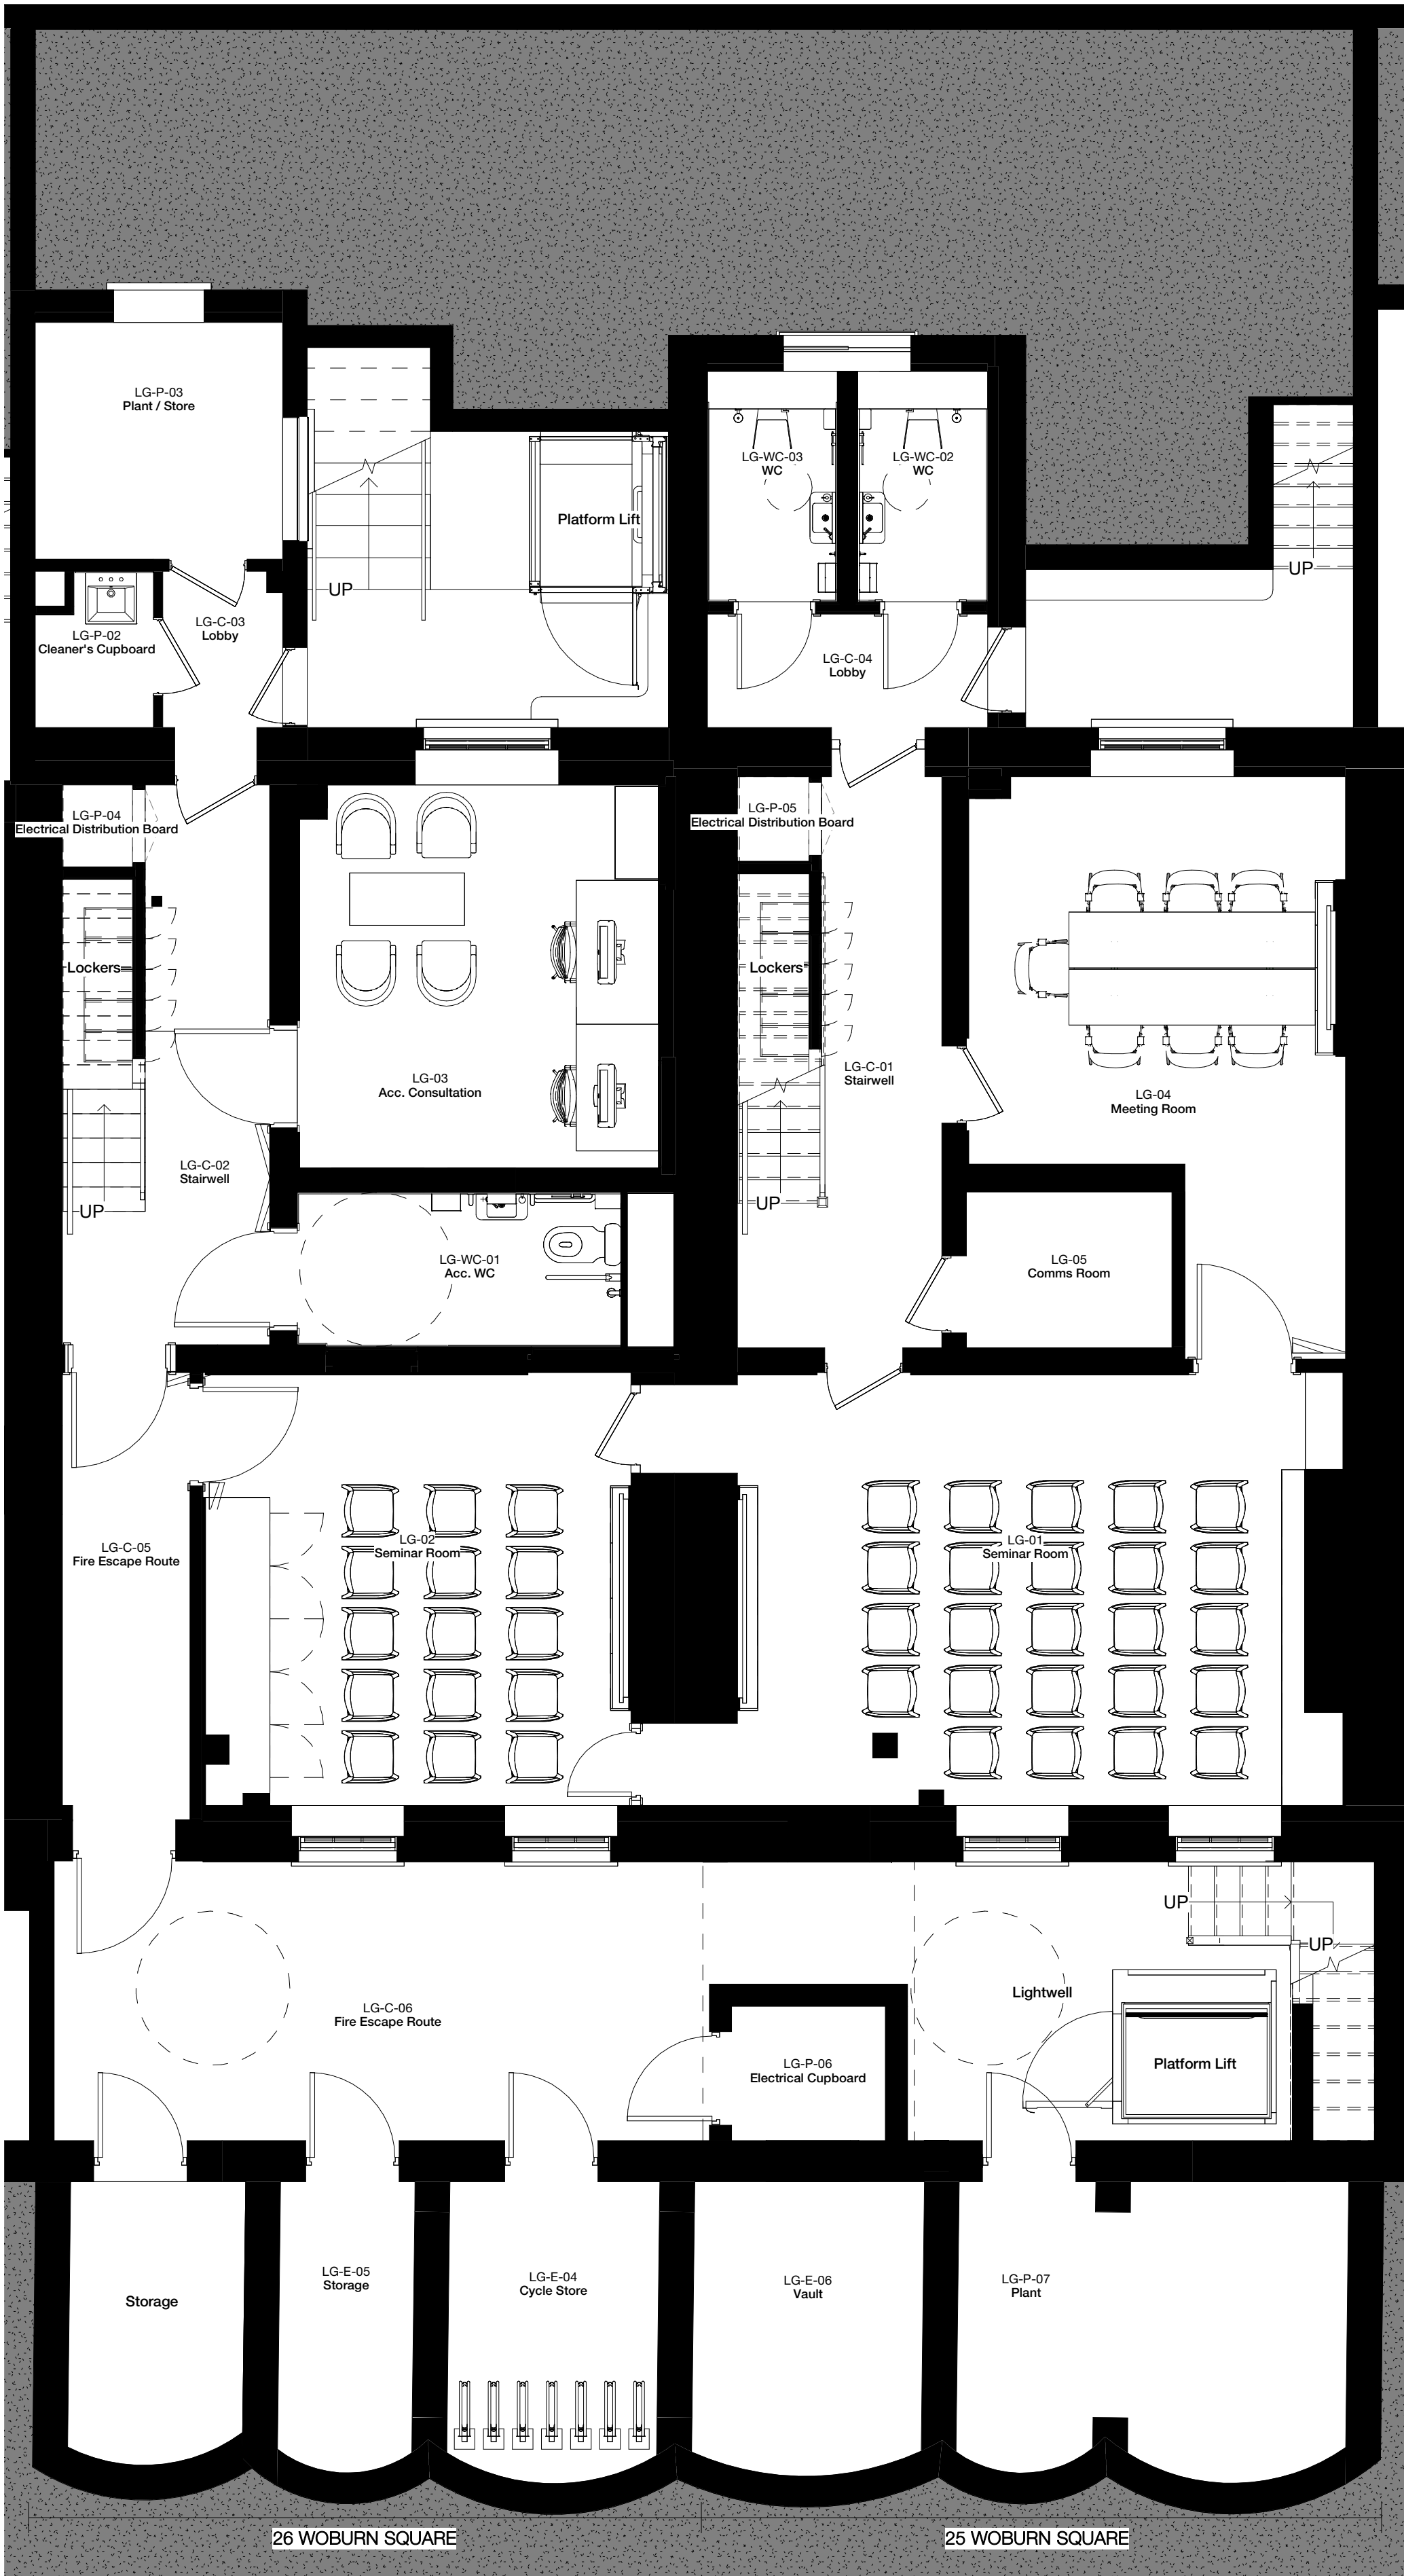 LG-P-03
Plant / Store
LG-WC-03
WC
LG-WC-02
WC
Platform Lift
UP
UP
LG-P-02
Cleaner's Cupboard
LG-C-03
Lobby
LG-C-04
Lobby
LG-P-04
Electrical Distribution Board
LG-P-05
Electrical Distribution Board
Lockers
Lockers
LG-03
Acc. Consultation
LG-C-01
Stairwell
LG-04
Meeting Room
LG-C-02
Stairwell
UP
UP
LG-WC-01
Acc. WC
LG-05
Comms Room
LG-C-05
Fire Escape Route
LG-02
Seminar Room
LG-01
Seminar Room
UP
UP
Lightwell
LG-C-06
Fire Escape Route
LG-P-06
Electrical Cupboard
Platform Lift
Storage
LG-E-05
Storage
LG-E-04
Cycle Store
LG-E-06
Vault
LG-P-07
Plant
26 WOBURN SQUARE
25 WOBURN SQUARE